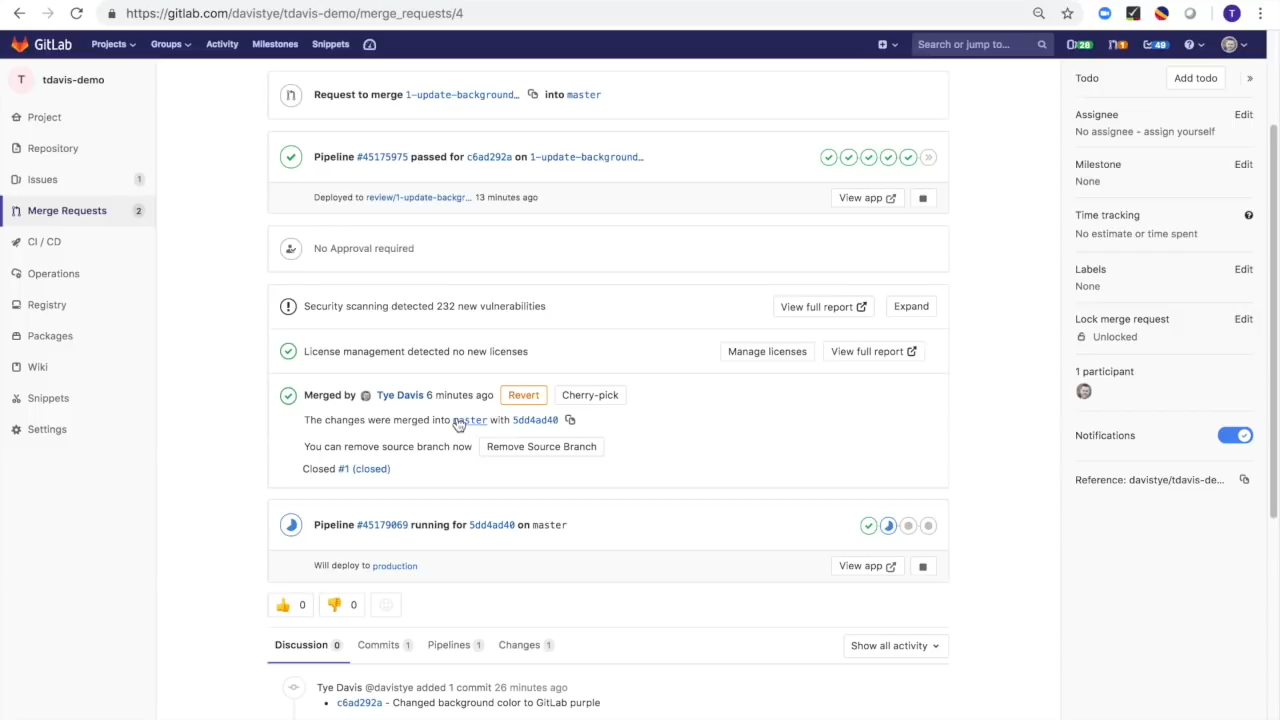 https://gitlab.com/davistye/tdavis-demo/merge_requests/4
T
GitLab Projects Groups Activity Milestones Snippets Search or jump to... 28 1 49 ?
T tdavis-demo
Project
Repository
Issues 1
Merge Requests 2
CI / CD
Operations
Registry
Packages
Wiki
Snippets
Settings
Request to merge 1-update-background... into master
Pipeline #45175975 passed for c6ad292a on 1-update-background...
Deployed to review/1-update-backgr... 13 minutes ago View app
No Approval required
Security scanning detected 232 new vulnerabilities View full report Expand
License management detected no new licenses Manage licenses View full report
Merged by Tye Davis 6 minutes ago Revert Cherry-pick
The changes were merged into master with 5dd4ad40
You can remove source branch now Remove Source Branch
Closed #1 (closed)
Pipeline #45179069 running for 5dd4ad40 on master
Will deploy to production View app
👍 0 👎 0
Discussion 0 Commits 1 Pipelines 1 Changes 1 Show all activity
Tye Davis @davistye added 1 commit 26 minutes ago
• c6ad292a - Changed background color to GitLab purple
Todo Add todo »
Assignee Edit
No assignee - assign yourself
Milestone Edit
None
Time tracking ?
No estimate or time spent
Labels Edit
None
Lock merge request Edit
Unlocked
1 participant
Notifications
Reference: davistye/tdavis-de...